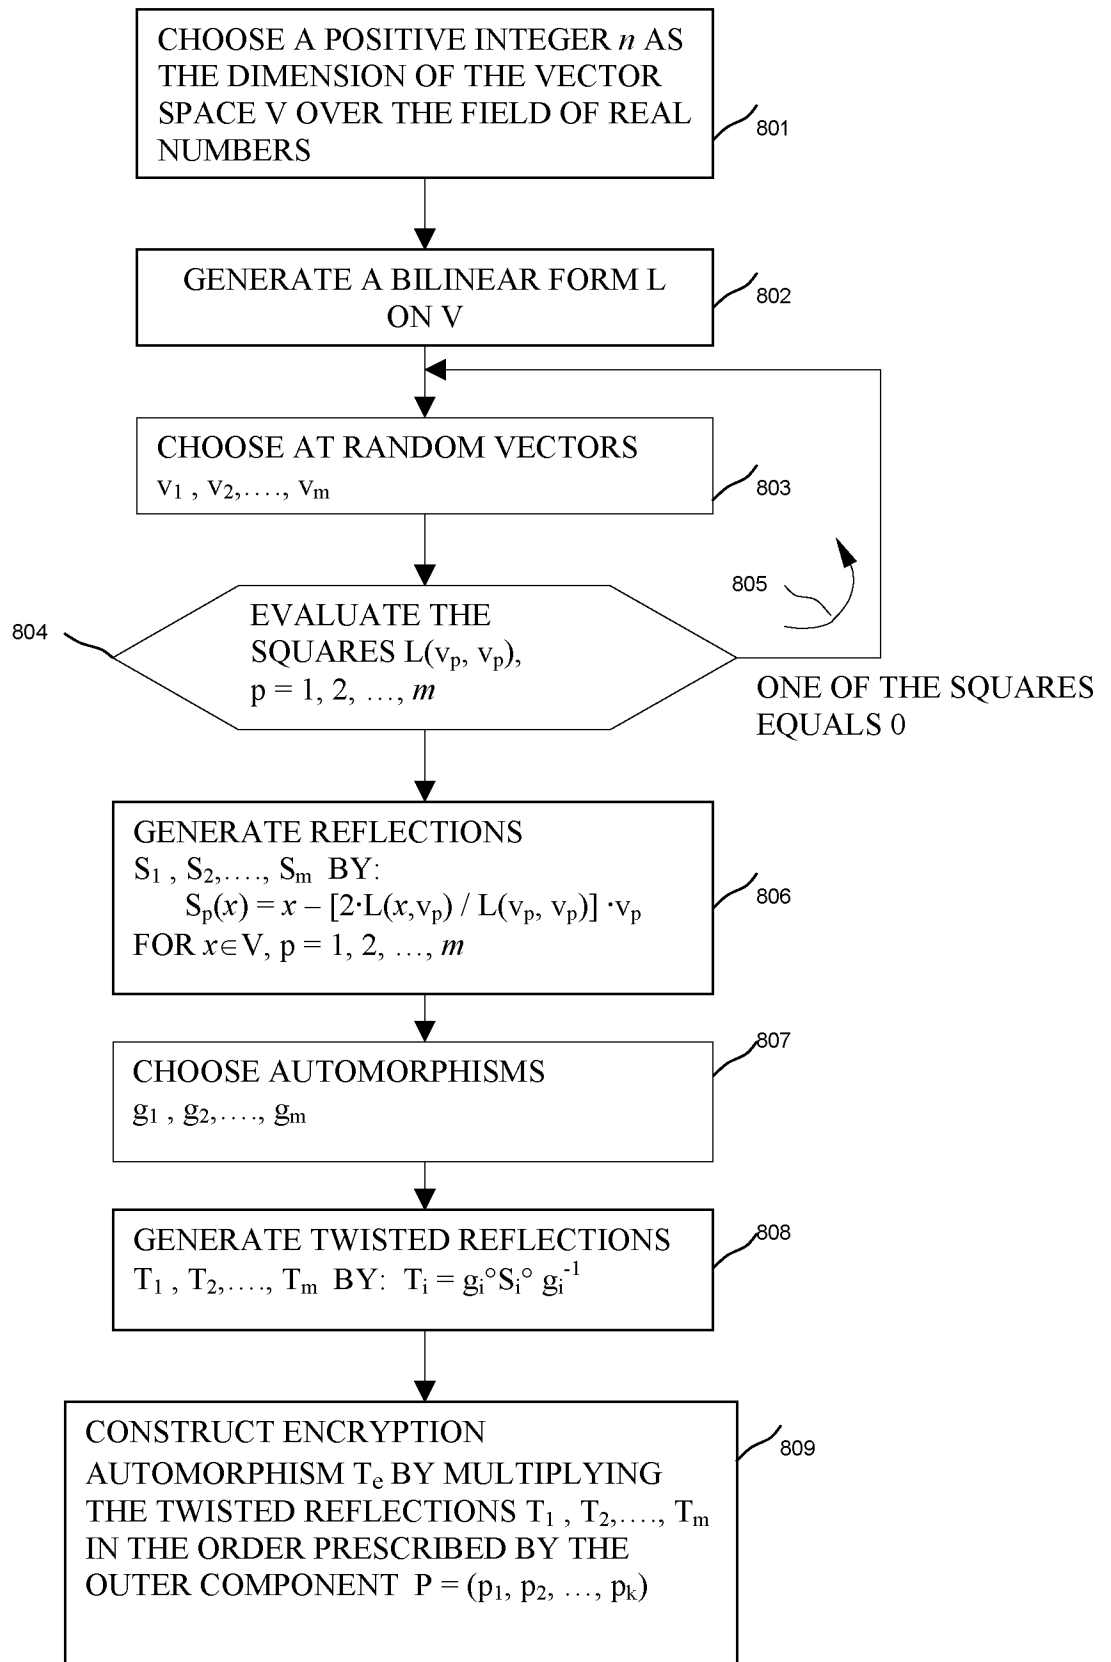 CHOOSE A POSITIVE INTEGER n AS
THE DIMENSION OF THE VECTOR
SPACE V OVER THE FIELD OF REAL
NUMBERS
801
GENERATE A BILINEAR FORM L
ON V
802
CHOOSE AT RANDOM VECTORS
v₁ , v₂,…., vₘ
803
804
EVALUATE THE
SQUARES L(vₚ, vₚ),
p = 1, 2, …, m
805
ONE OF THE SQUARES
EQUALS 0
GENERATE REFLECTIONS
S₁ , S₂,…., Sₘ BY:
Sₚ(x) = x – [2·L(x,vₚ) / L(vₚ, vₚ)] ·vₚ
FOR x∈V, p = 1, 2, …, m
806
CHOOSE AUTOMORPHISMS
g₁ , g₂,…., gₘ
807
GENERATE TWISTED REFLECTIONS
T₁ , T₂,…., Tₘ BY: Tᵢ = gᵢ°Sᵢ° gᵢ⁻¹
808
CONSTRUCT ENCRYPTION
AUTOMORPHISM Tₑ BY MULTIPLYING
THE TWISTED REFLECTIONS T₁ , T₂,…., Tₘ
IN THE ORDER PRESCRIBED BY THE
OUTER COMPONENT P = (p₁, p₂, …, pₖ)
809